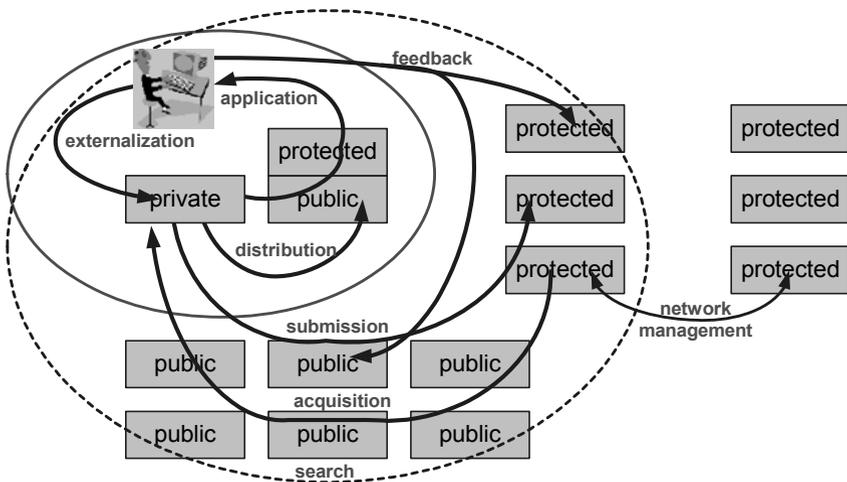 feedback
application
externalization
protected
protected
protected
private
public
protected
protected
distribution
protected
protected
network
management
submission
public
public
public
acquisition
public
public
public
search